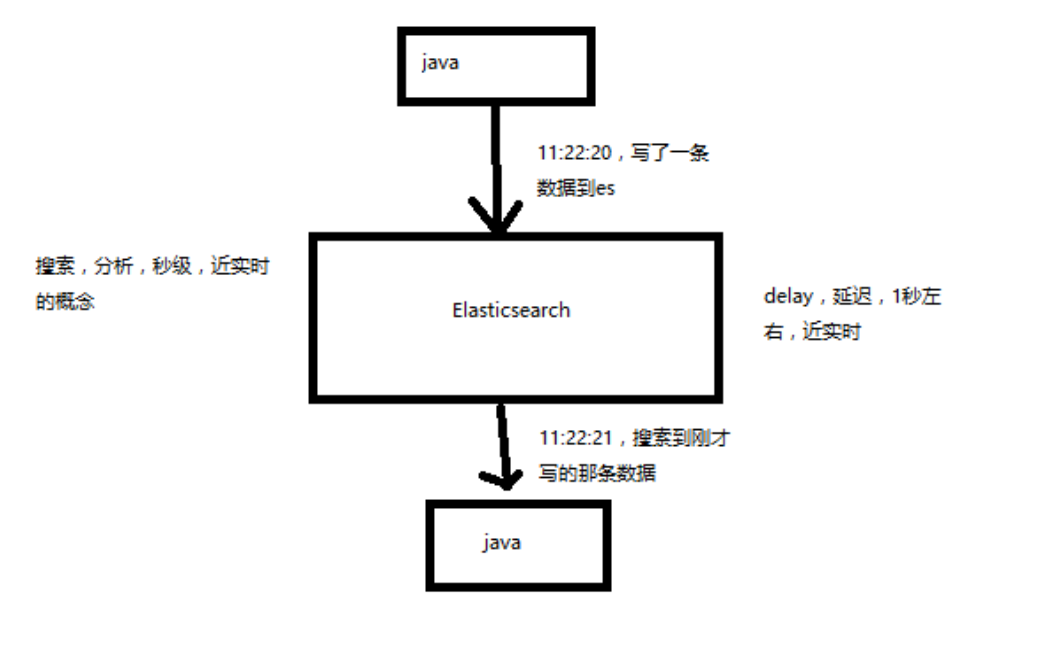 java
11:22:20，写了一条
数据到es
搜索，分析，秒级，近实时
的概念
Elasticsearch
delay，延迟，1秒左
右，近实时
11:22:21，搜索到刚才
写的那条数据
java